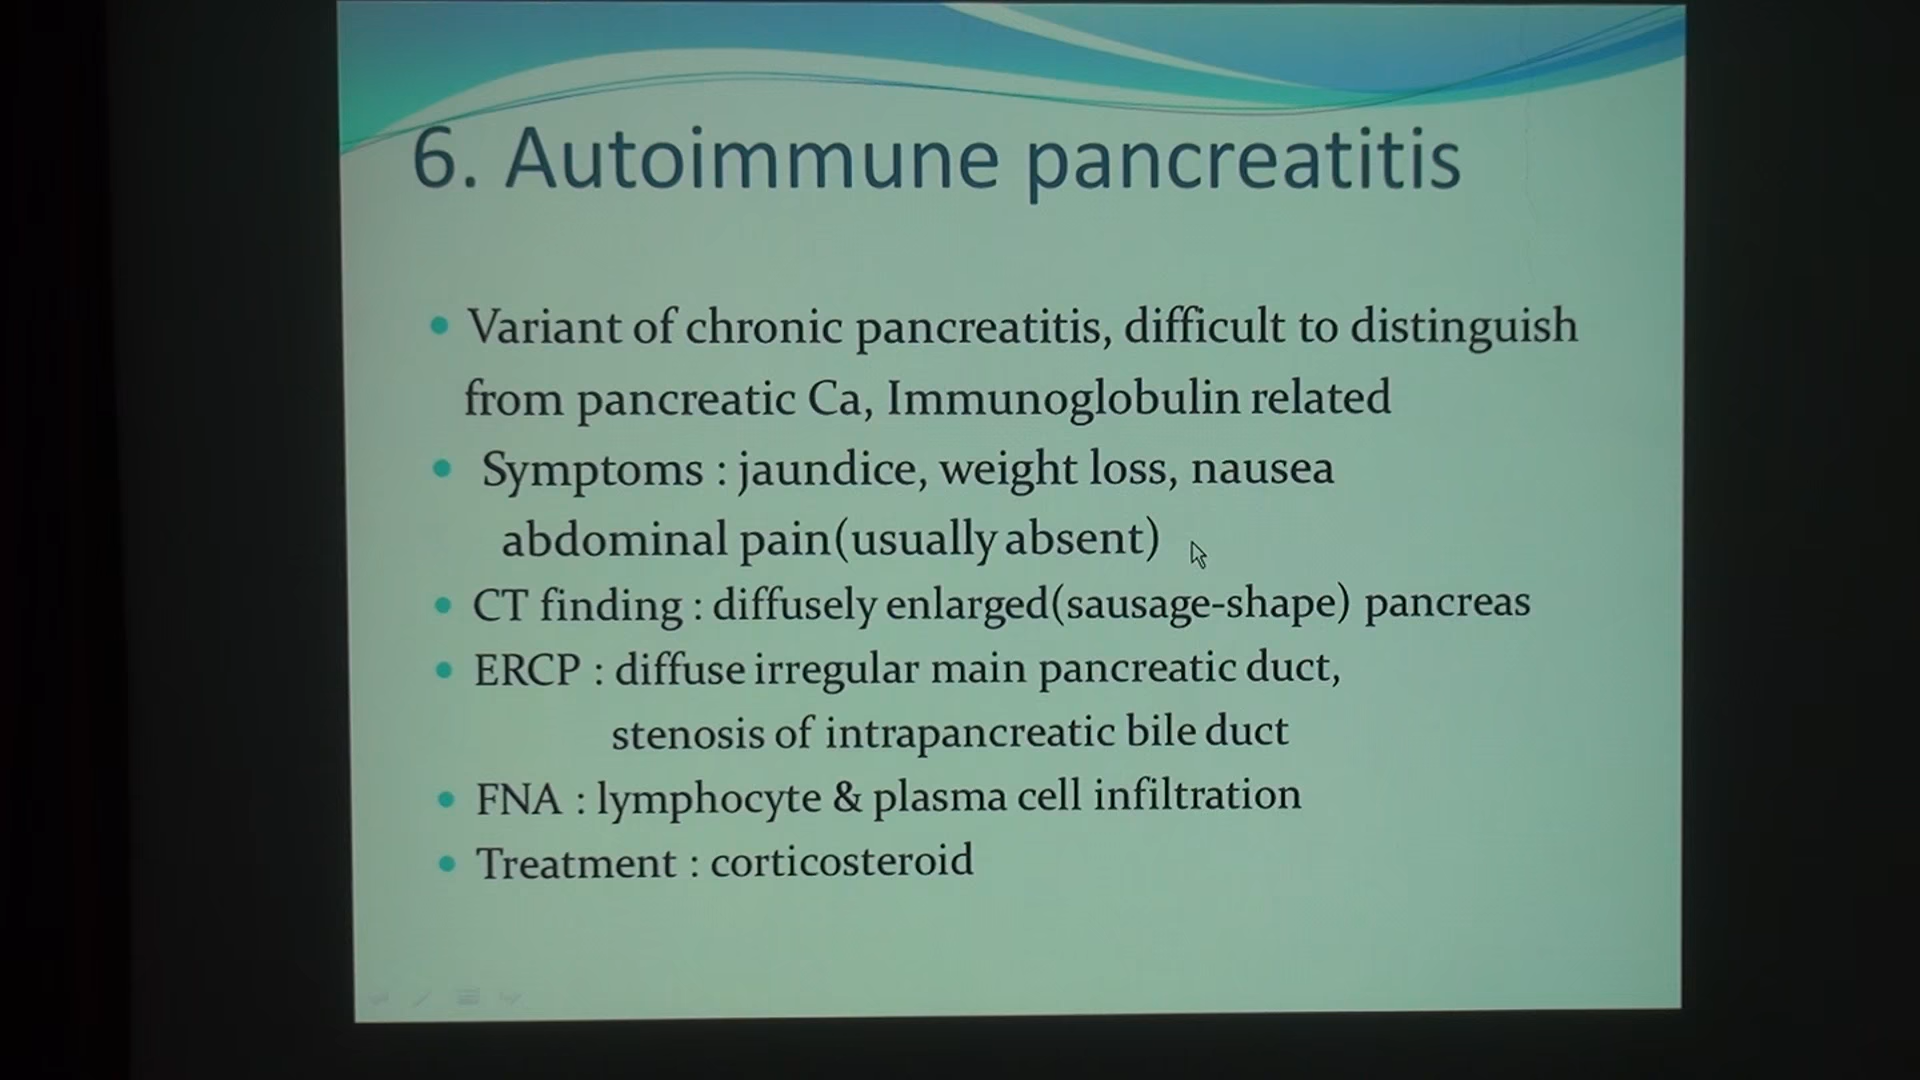 6. Autoimmune pancreatitis
• Variant of chronic pancreatitis, difficult to distinguish
from pancreatic Ca, Immunoglobulin related
• Symptoms : jaundice, weight loss, nausea
abdominal pain(usually absent)
• CT finding : diffusely enlarged(sausage-shape) pancreas
• ERCP : diffuse irregular main pancreatic duct,
stenosis of intrapancreatic bile duct
• FNA : lymphocyte & plasma cell infiltration
• Treatment : corticosteroid